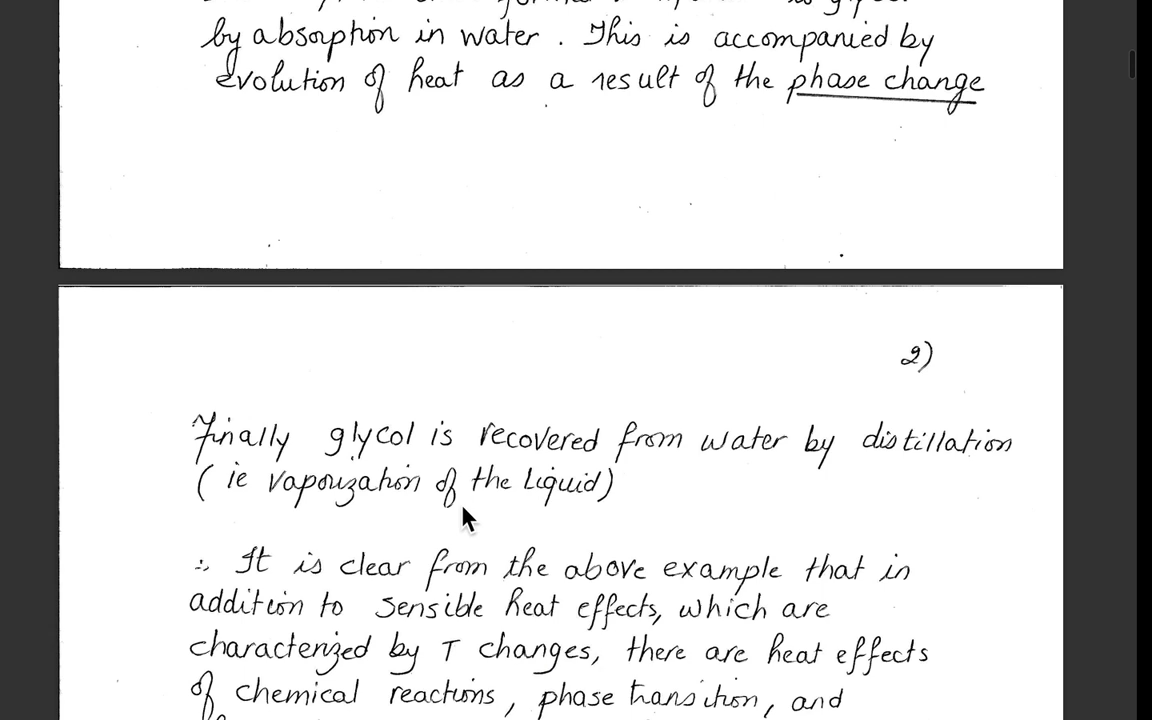 by absorption in water. This is accompanied by
evolution of heat as a result of the phase change
2)
Finally glycol is recovered from water by distillation
(ie vaporization of the liquid)
∴ It is clear from the above example that in
addition to sensible heat effects, which are
characterized by T changes, there are heat effects
of chemical reactions, phase transition, and